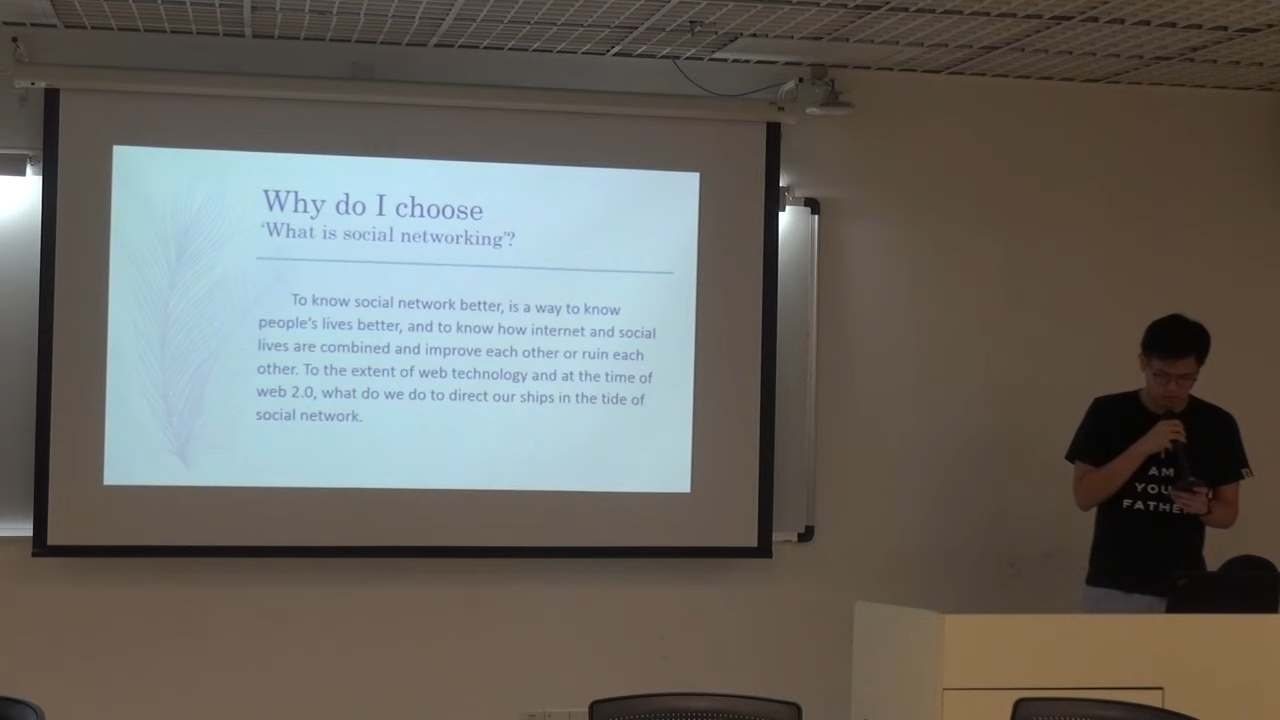 Why do I choose
‘What is social networking’?
To know social network better, is a way to know
people's lives better, and to know how internet and social
lives are combined and improve each other or ruin each
other. To the extent of web technology and at the time of
web 2.0, what do we do to direct our ships in the tide of
social network.
I
AM
YOU
FATHE